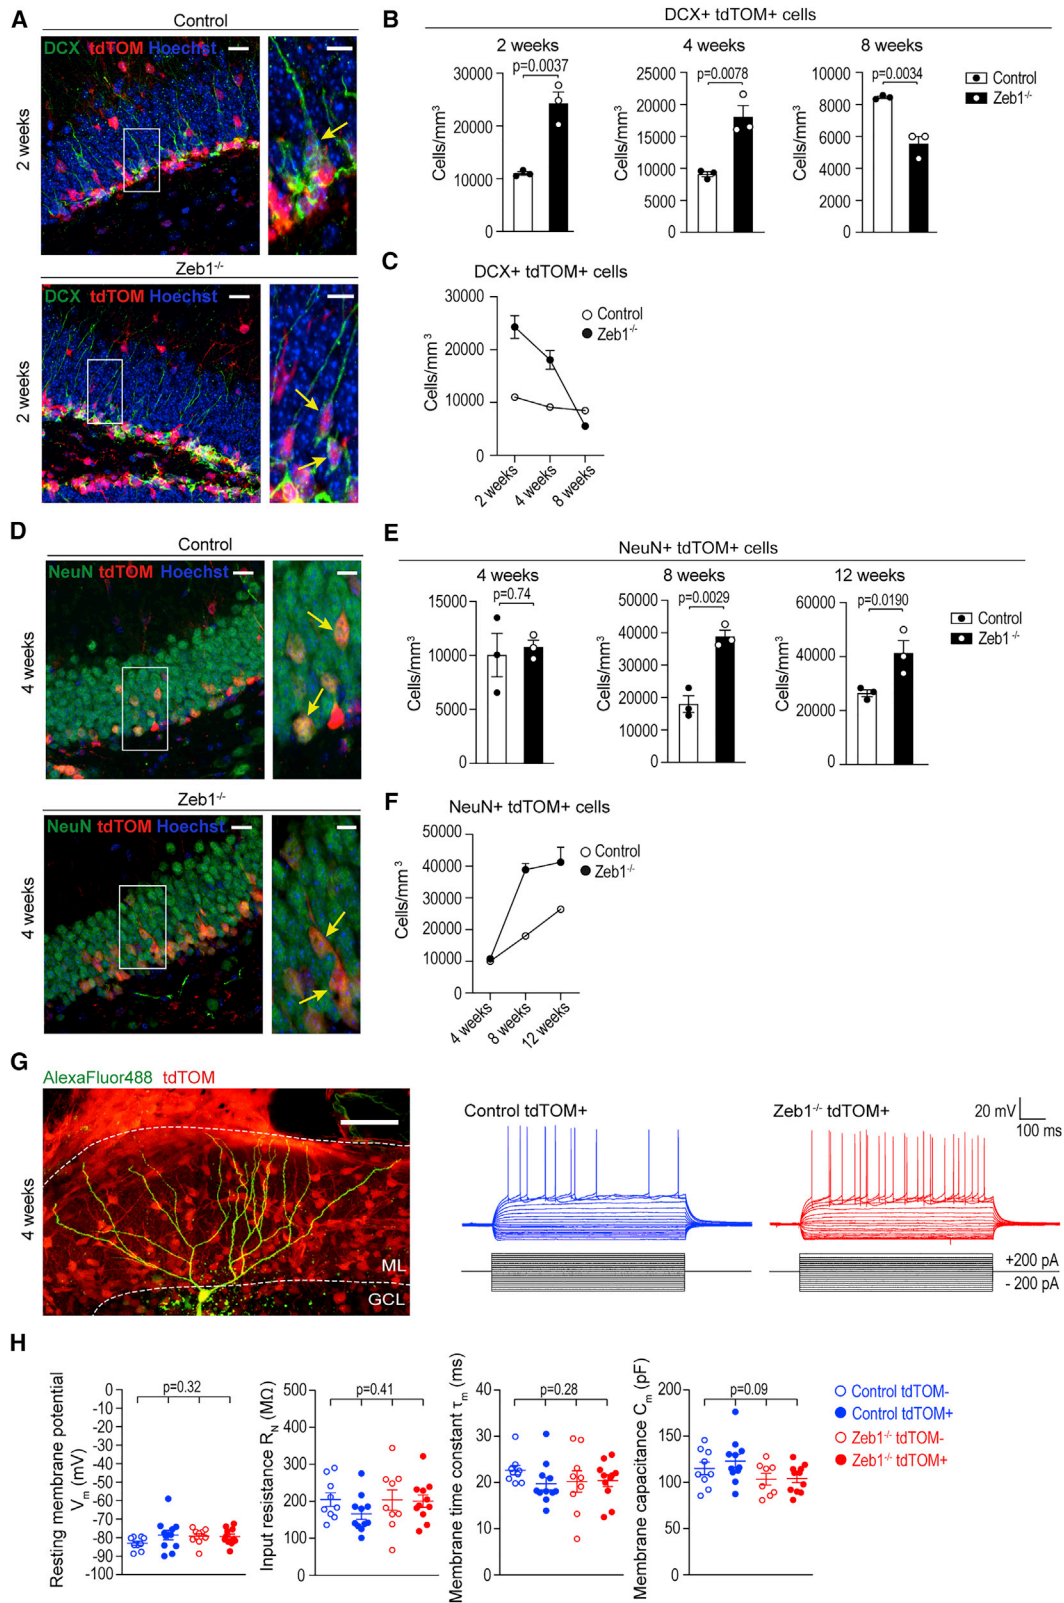 A
Control
DCX tdTOM Hoechst
2 weeks
Zeb1-/-
DCX tdTOM Hoechst
2 weeks
B
DCX+ tdTOM+ cells
2 weeks
4 weeks
8 weeks
Cells/mm3
30000
20000
10000
0
p=0.0037
Cells/mm3
25000
20000
15000
10000
5000
0
p=0.0078
Cells/mm3
10000
8000
6000
4000
2000
0
p=0.0034
Control
Zeb1-/-
C
DCX+ tdTOM+ cells
Cells/mm3
30000
20000
10000
0
2 weeks
4 weeks
8 weeks
Control
Zeb1-/-
D
Control
NeuN tdTOM Hoechst
4 weeks
Zeb1-/-
NeuN tdTOM Hoechst
4 weeks
E
NeuN+ tdTOM+ cells
4 weeks
8 weeks
12 weeks
Cells/mm3
15000
10000
5000
0
p=0.74
Cells/mm3
50000
40000
30000
20000
10000
0
p=0.0029
Cells/mm3
60000
40000
20000
0
p=0.0190
Control
Zeb1-/-
F
NeuN+ tdTOM+ cells
Cells/mm3
50000
40000
30000
20000
10000
0
4 weeks
8 weeks
12 weeks
Control
Zeb1-/-
G
AlexaFluor488 tdTOM
4 weeks
ML
GCL
Control tdTOM+
Zeb1-/- tdTOM+
20 mV
100 ms
+200 pA
- 200 pA
H
Resting membrane potential
Vm (mV)
0
-10
-20
-30
-40
-50
-60
-70
-80
-90
-100
p=0.32
Input resistance RN (MΩ)
500
400
300
200
100
0
p=0.41
Membrane time constant τm (ms)
40
30
20
10
0
p=0.28
Membrane capacitance Cm (pF)
200
150
100
50
0
p=0.09
Control tdTOM-
Control tdTOM+
Zeb1-/- tdTOM-
Zeb1-/- tdTOM+